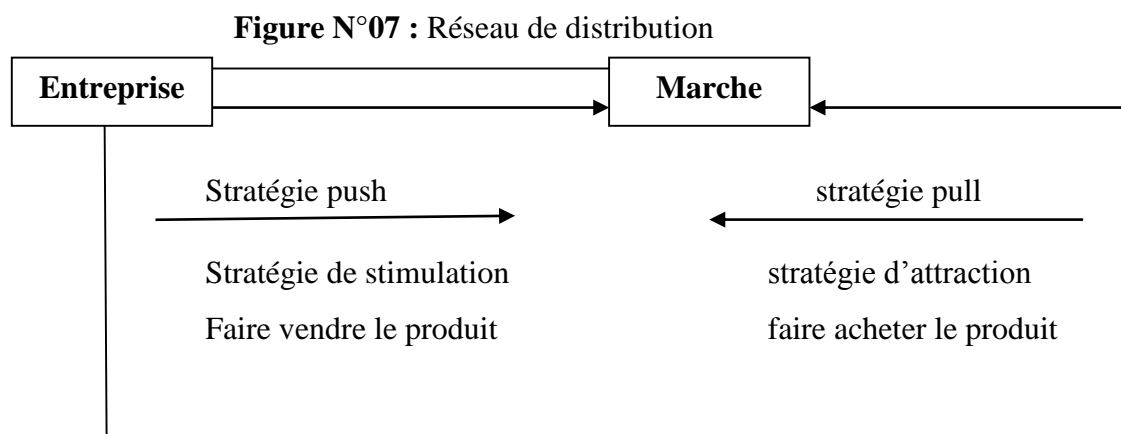 Figure N°07 : Réseau de distribution
Entreprise
Marche
Stratégie push
stratégie pull
Stratégie de stimulation
stratégie d’attraction
Faire vendre le produit
faire acheter le produit